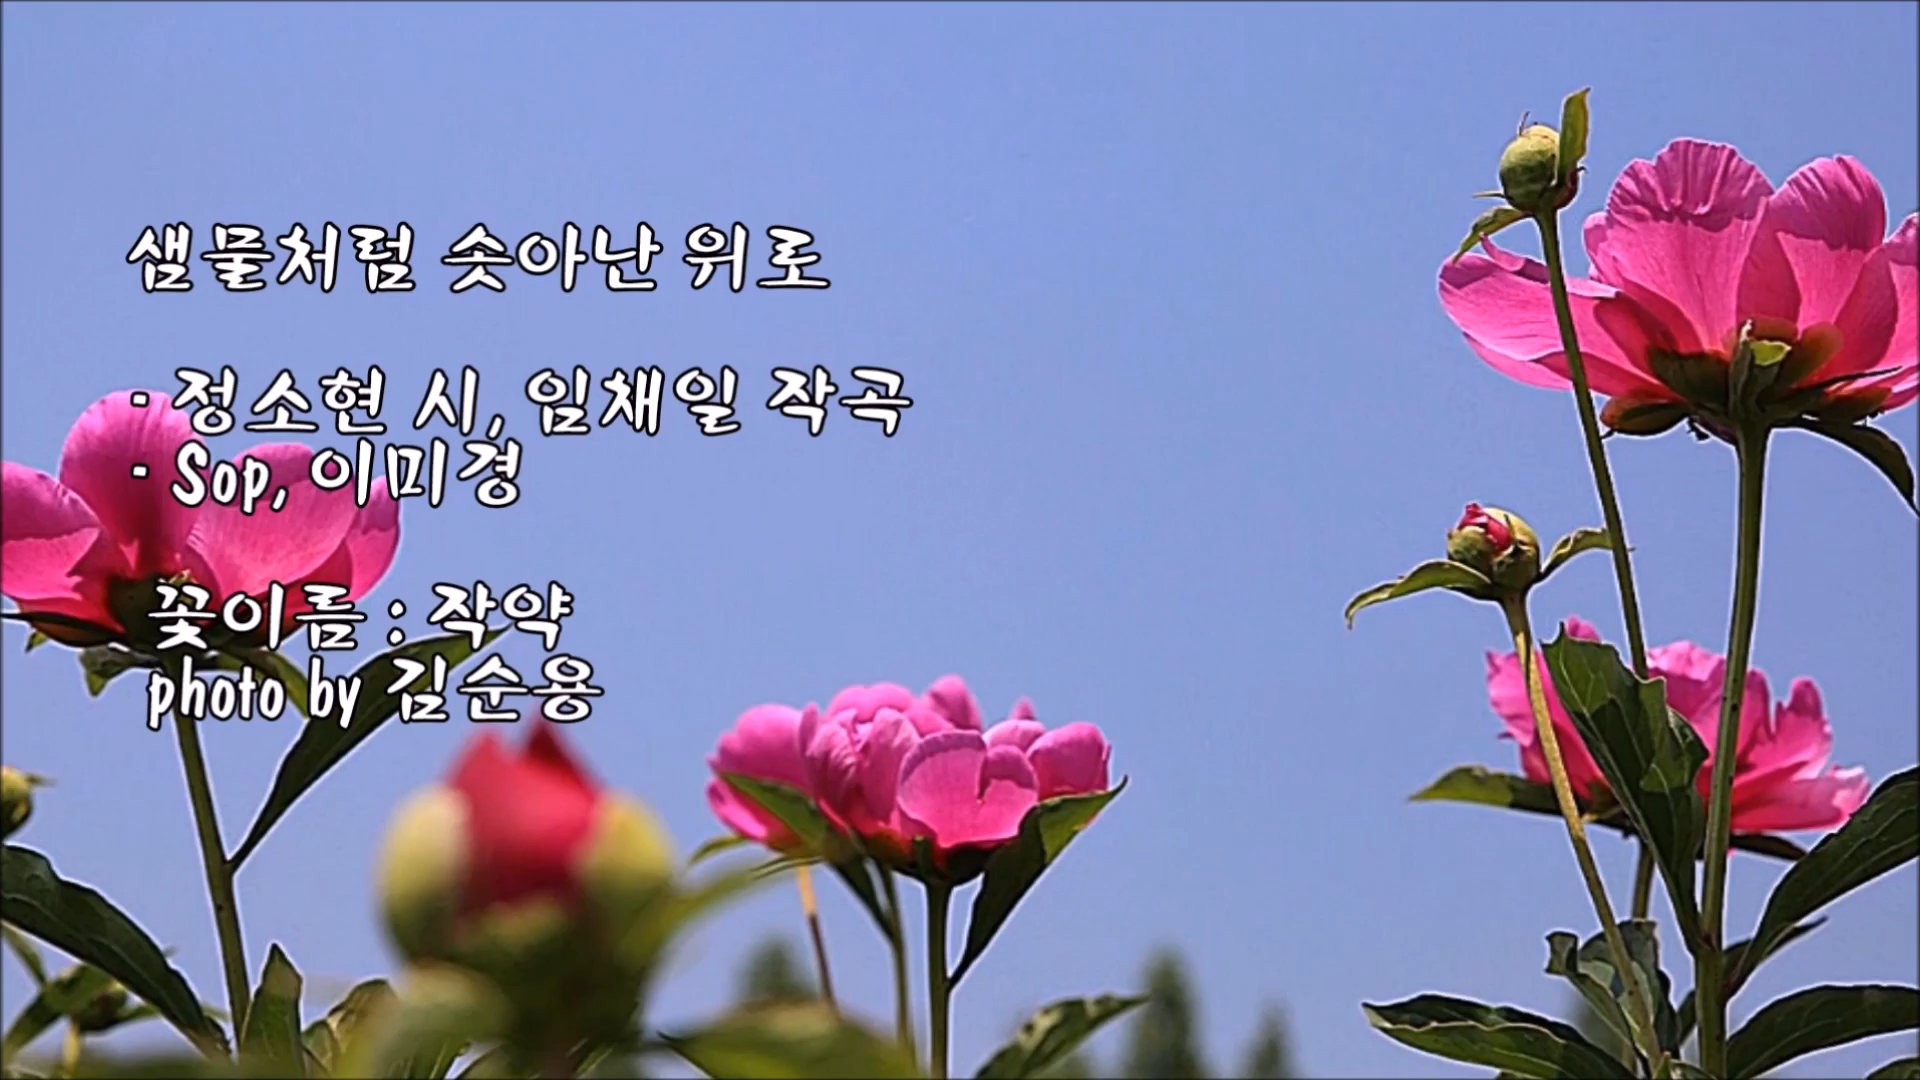 샘물처럼 솟아난 위로
- 정소현 시, 임채일 작곡
- Sop, 이미경
꽃이름 : 작약
photo by 김순용